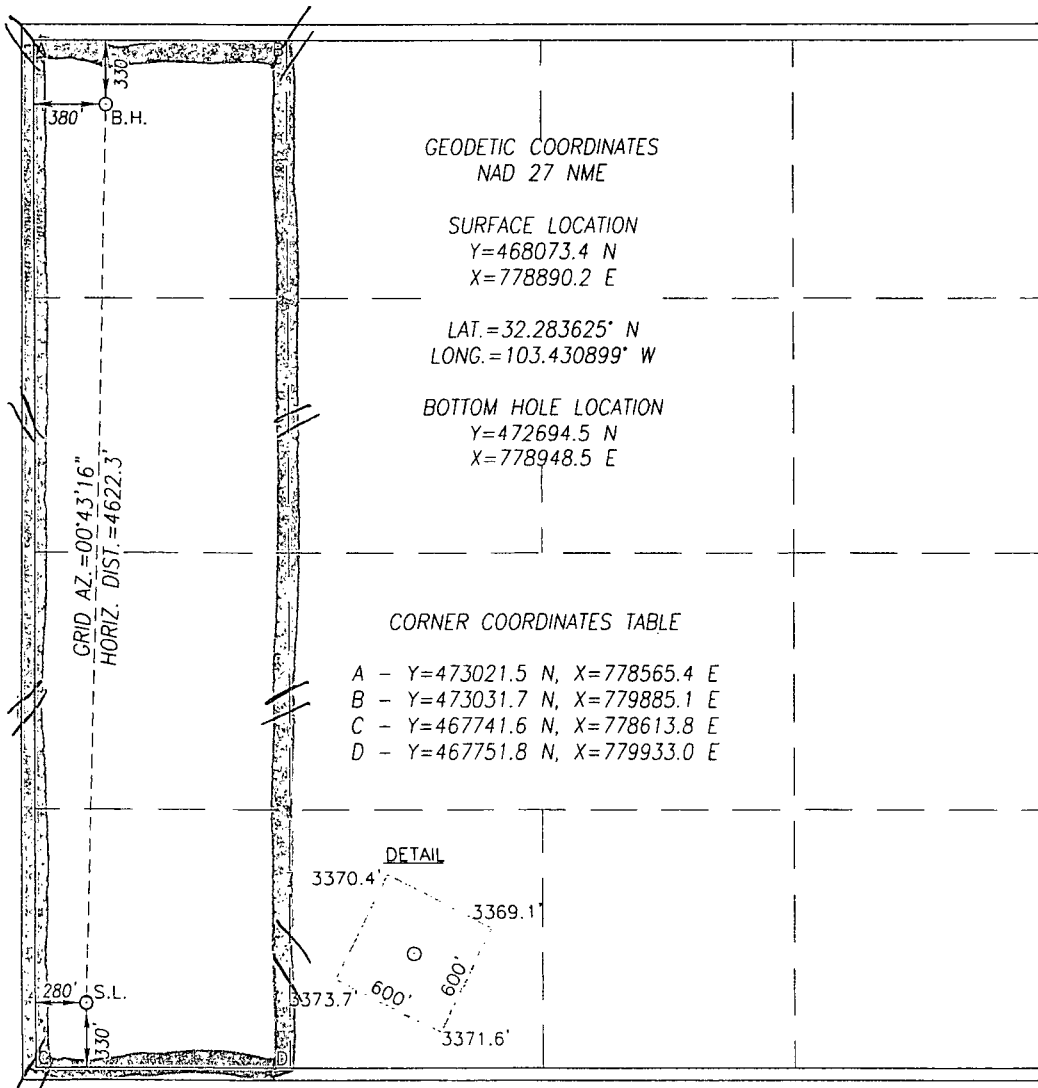 A
B
330'
380'
B.H.
GEODETIC COORDINATES
NAD 27 NME
SURFACE LOCATION
Y=468073.4 N
X=778890.2 E
LAT.=32.283625° N
LONG.=103.430899° W
BOTTOM HOLE LOCATION
Y=472694.5 N
X=778948.5 E
GRID AZ.=00°43'16"
HORIZ. DIST.=4622.3'
CORNER COORDINATES TABLE
A - Y=473021.5 N, X=778565.4 E
B - Y=473031.7 N, X=779885.1 E
C - Y=467741.6 N, X=778613.8 E
D - Y=467751.8 N, X=779933.0 E
DETAIL
3370.4'
3369.1'
600'
600'
3373.7'
3371.6'
280'
S.L.
330'
C
D